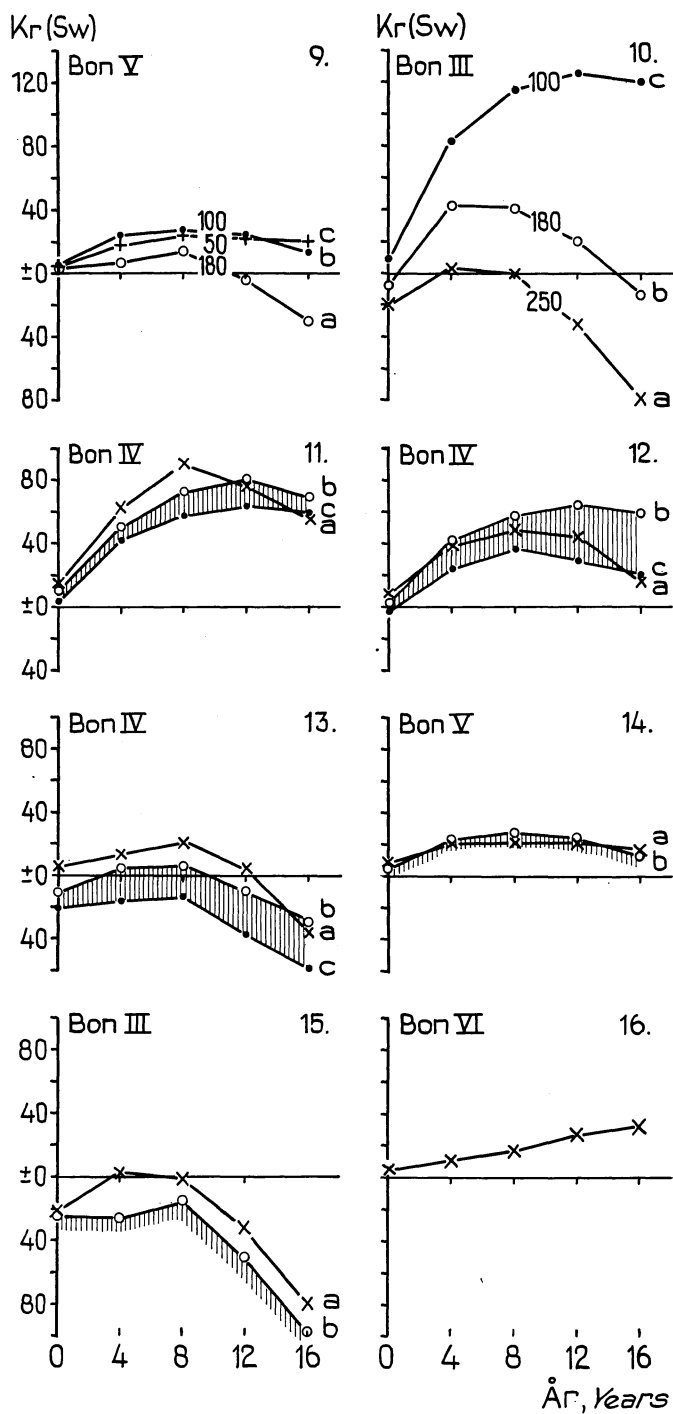 Kr(Sw)
Bon V 9.
120
80
40
±0
40
80
100
50
180
c
b
a
Kr(Sw)
Bon III 10.
100
c
180
b
250
a
Bon IV 11.
80
40
±0
40
b
c
a
Bon IV 12.
b
c
a
Bon IV 13.
80
40
±0
40
b
a
c
Bon V 14.
a
b
Bon III 15.
80
40
±0
40
80
a
b
0 4 8 12 16
Bon VI 16.
0 4 8 12 16
År, Years